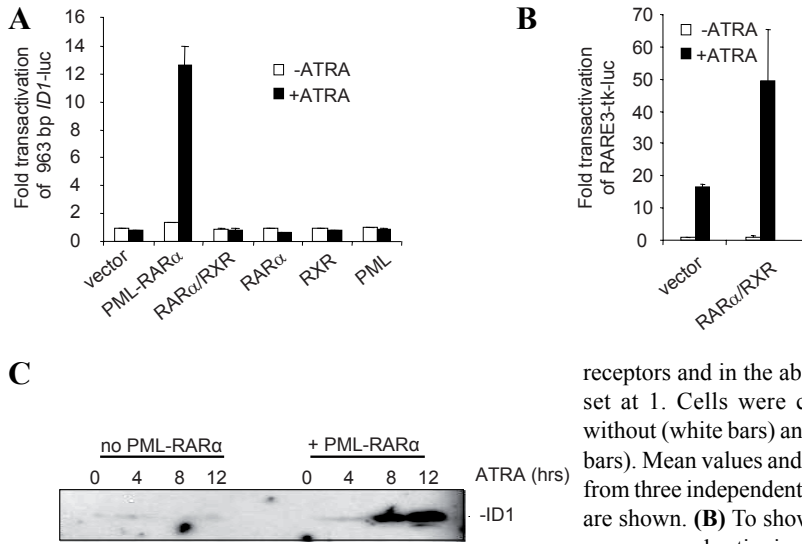 A
Fold transactivation
of 963 bp ID1-luc
16
14
12
10
8
6
4
2
0
-ATRA
+ATRA
vector
PML-RARα
RARα/RXR
RARα
RXR
PML
B
Fold transactivation
of RARE3-tk-luc
70
60
50
40
30
20
10
0
-ATRA
+ATRA
vector
RARα/RXR
C
no PML-RARα
+ PML-RARα
0 4 8 12
0 4 8 12
ATRA (hrs)
-ID1
receptors and in the ab
set at 1. Cells were c
without (white bars) an
bars). Mean values and
from three independent
are shown. (B) To show